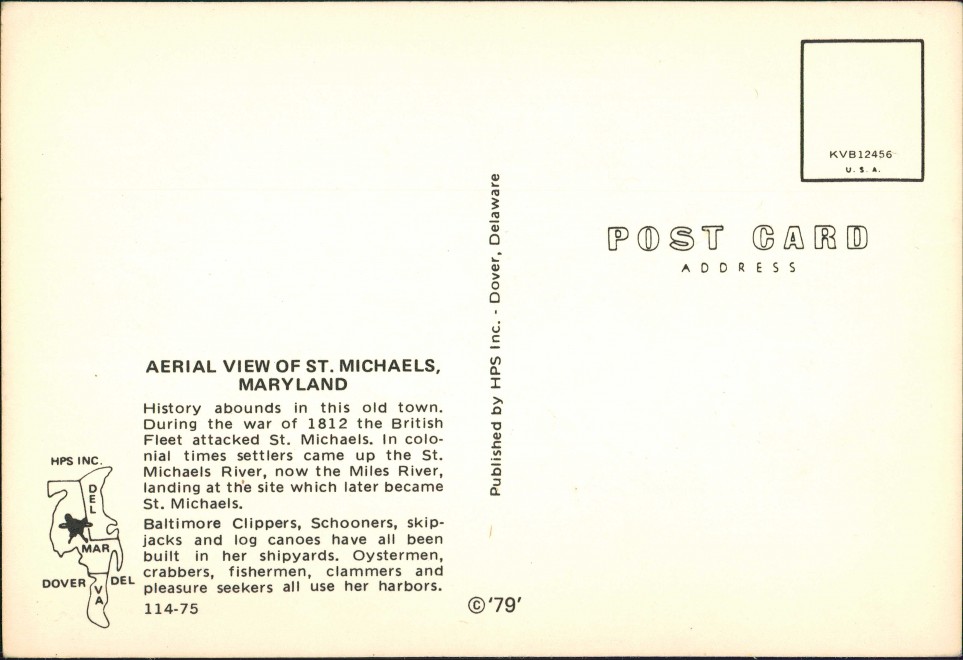 AERIAL VIEW OF ST. MICHAELS,
MARYLAND
History abounds in this old town.
During the war of 1812 the British
Fleet attacked St. Michaels. In colo-
nial times settlers came up the St.
Michaels River, now the Miles River,
landing at the site which later became
St. Michaels.
Baltimore Clippers, Schooners, skip-
jacks and log canoes have all been
built in her shipyards. Oystermen,
crabbers, fishermen, clammers and
pleasure seekers all use her harbors.
114-75
HPS INC.
DEL
MAR
VA
DOVER DEL
Published by HPS Inc. - Dover, Delaware
©'79'
KVB12456
U. S. A.
POST CARD
ADDRESS